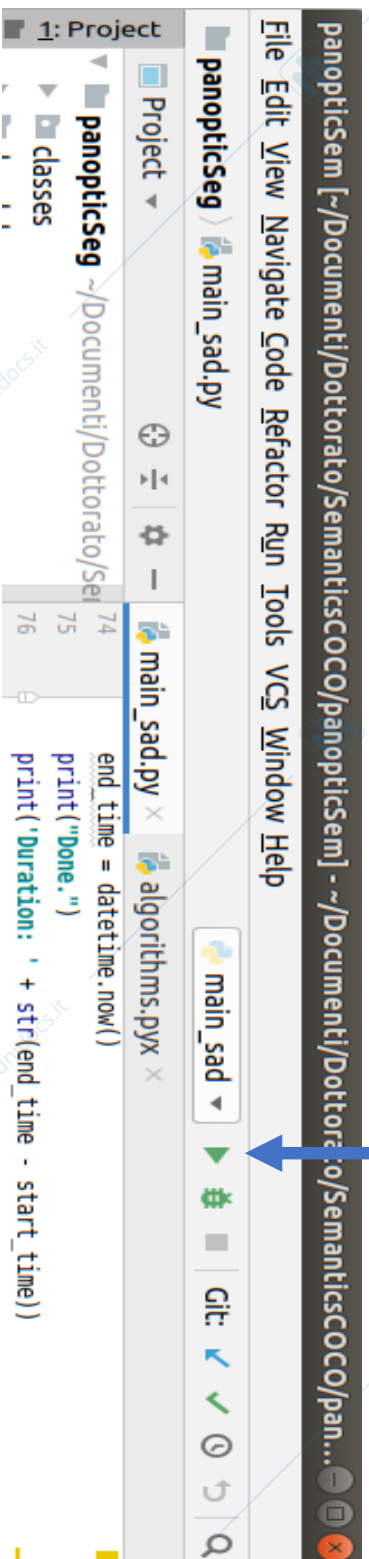 panopticSem [~/Documenti/Dottorato/SemanticsCOCO/panopticSem] - ~/Documenti/Dottorato/SemanticsCOCO/pan...
File Edit View Navigate Code Refactor Run Tools VCS Window Help
panopticSeg main_sad.py main_sad Git:
Project main_sad.py algorithms.pyx
1: Project
panopticSeg ~/Documenti/Dottorato/Se
classes
74 end_time = datetime.now()
75 print("Done.")
76 print('Duration: ' + str(end_time - start_time))